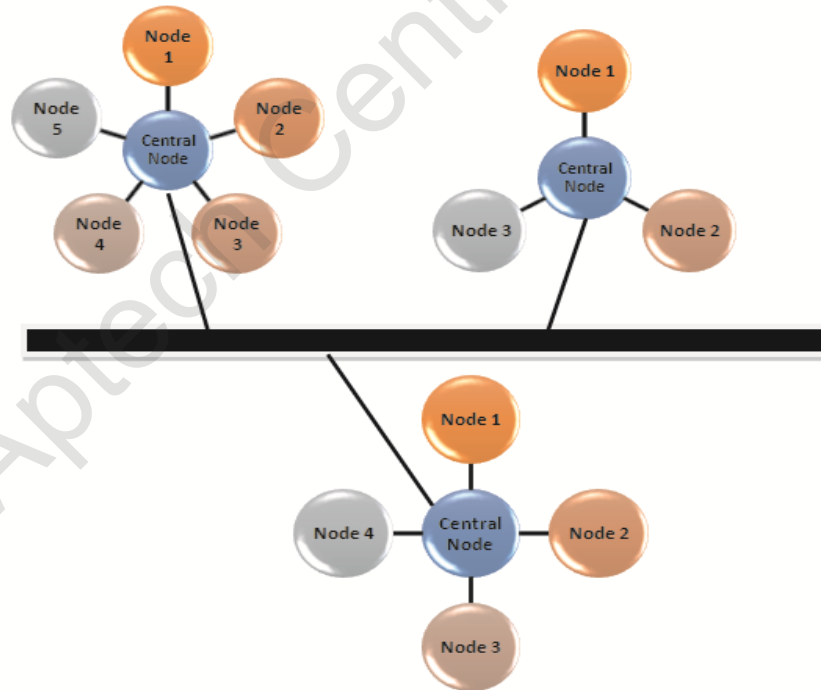 Node
1
Node
5
Central
Node
Node
2
Node
4
Node
3
Node 1
Central
Node
Node 3
Node 2
Node 1
Node 4
Central
Node
Node 2
Node 3
Aptech Centr